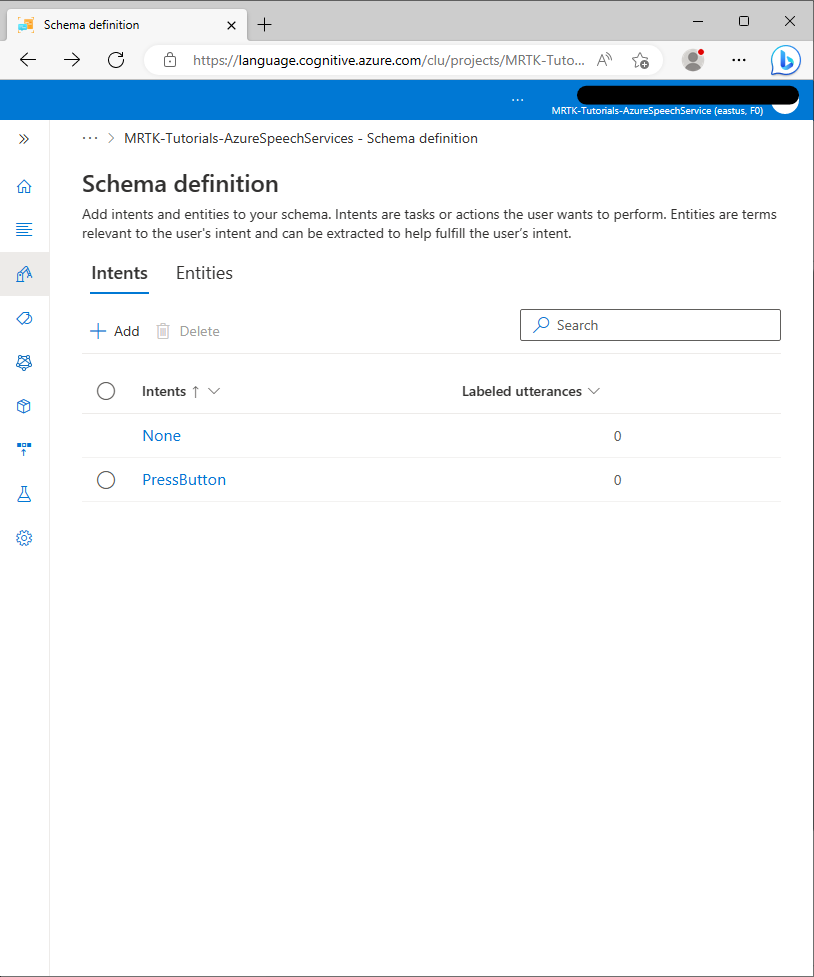 Schema definition
https://language.cognitive.azure.com/clu/projects/MRTK-Tuto...
MRTK-Tutorials-AzureSpeechService (eastus, F0)
MRTK-Tutorials-AzureSpeechServices - Schema definition
Schema definition
Add intents and entities to your schema. Intents are tasks or actions the user wants to perform. Entities are terms
relevant to the user's intent and can be extracted to help fulfill the user's intent.
Intents Entities
Add Delete Search
Intents ↑ Labeled utterances
None 0
PressButton 0